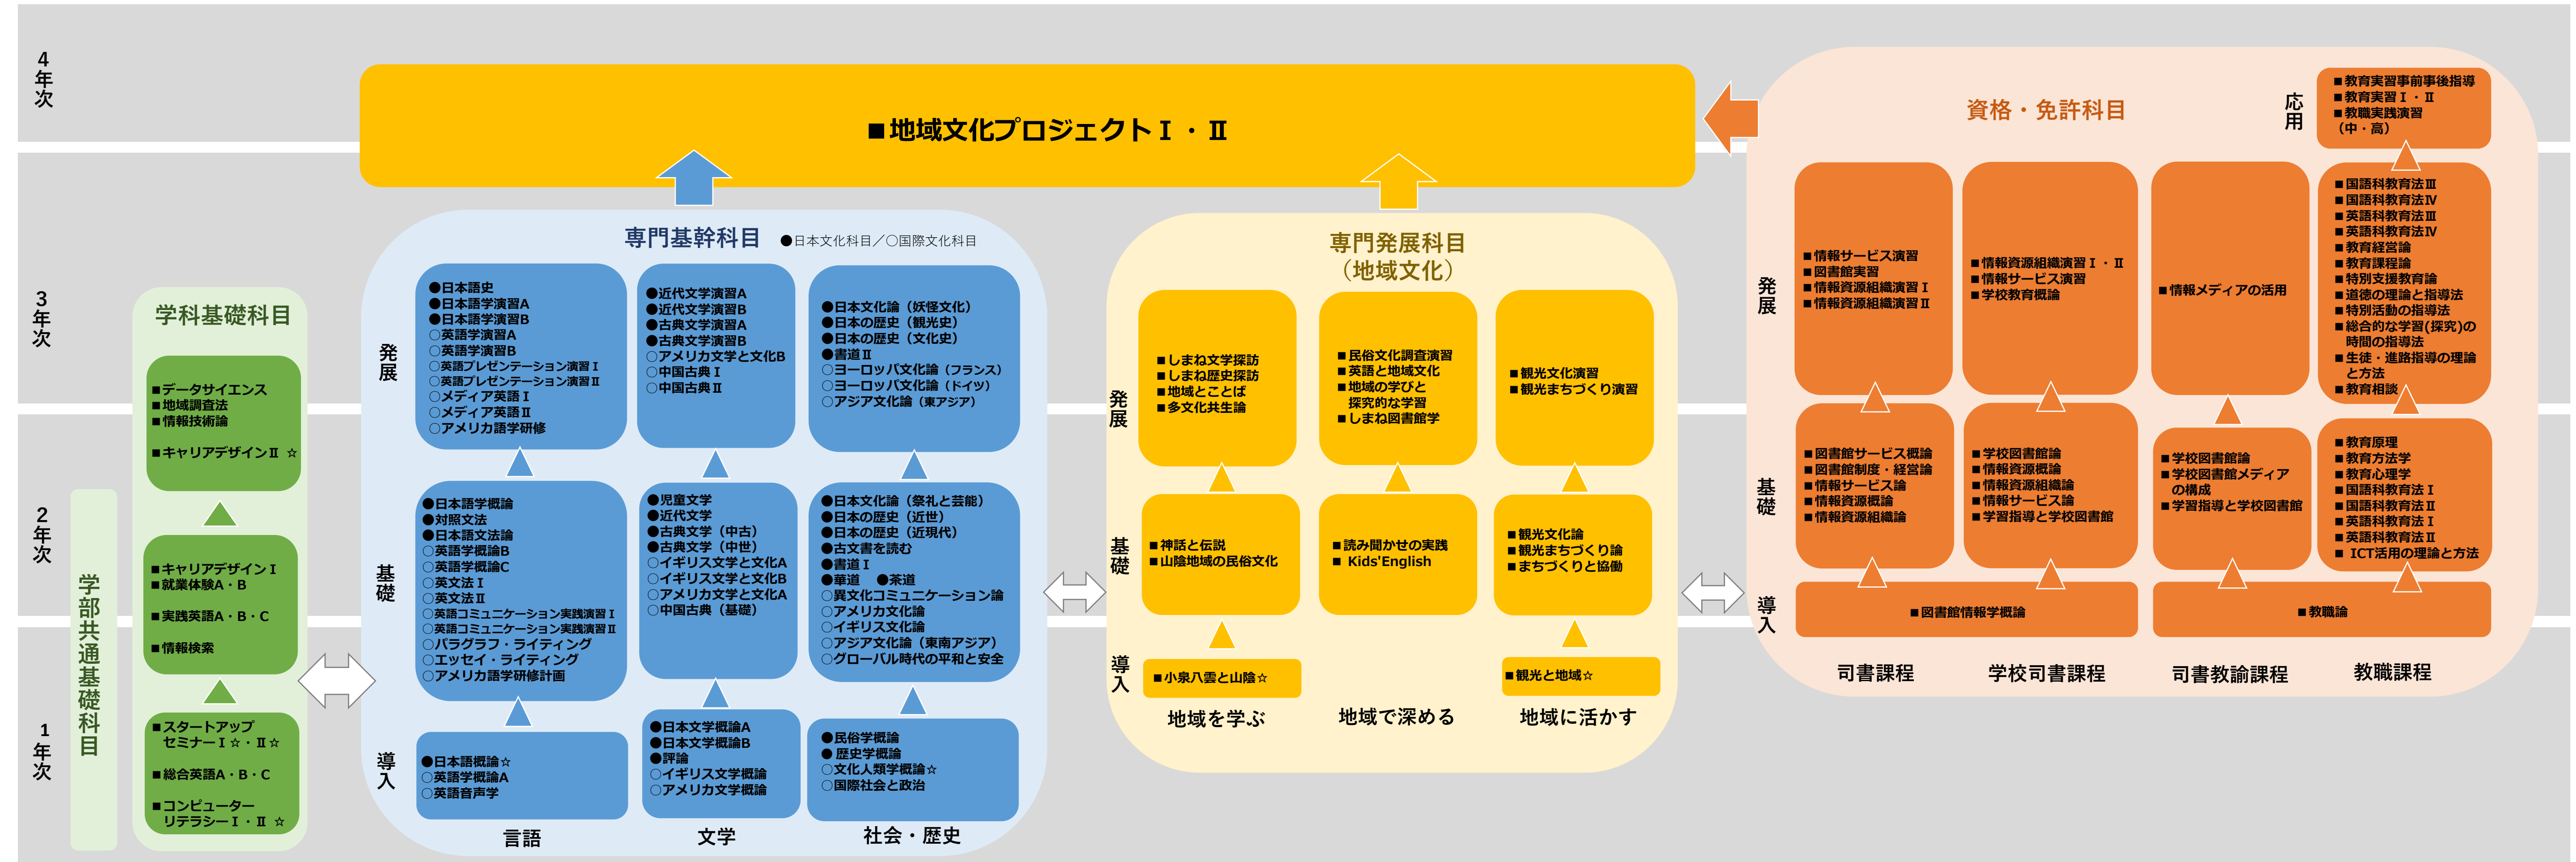 4年次
3年次
2年次
1年次
学部共通基礎科目
学科基礎科目
■データサイエンス
■地域調査法
■情報技術論
■キャリアデザインⅡ ☆
■キャリアデザインⅠ
■就業体験A・B
■実践英語A・B・C
■情報検索
■スタートアップ
セミナーⅠ☆・Ⅱ☆
■総合英語A・B・C
■コンピューター
リテラシーⅠ・Ⅱ ☆
■地域文化プロジェクトⅠ・Ⅱ
専門基幹科目 ●日本文化科目／○国際文化科目
発展
●日本語史
●日本語学演習A
●日本語学演習B
○英語学演習A
○英語学演習B
○英語プレゼンテーション演習Ⅰ
○英語プレゼンテーション演習Ⅱ
○メディア英語Ⅰ
○メディア英語Ⅱ
○アメリカ語学研修
●近代文学演習A
●近代文学演習B
●古典文学演習A
●古典文学演習B
○アメリカ文学と文化B
○中国古典Ⅰ
○中国古典Ⅱ
●日本文化論（妖怪文化）
●日本の歴史（観光史）
●日本の歴史（文化史）
●書道Ⅱ
○ヨーロッパ文化論（フランス）
○ヨーロッパ文化論（ドイツ）
○アジア文化論（東アジア）
基礎
●日本語学概論
●対照文法
●日本語文法論
○英語学概論B
○英語学概論C
○英文法Ⅰ
○英文法Ⅱ
○英語コミュニケーション実践演習Ⅰ
○英語コミュニケーション実践演習Ⅱ
○パラグラフ・ライティング
○エッセイ・ライティング
○アメリカ語学研修計画
●児童文学
●近代文学
●古典文学（中古）
●古典文学（中世）
○イギリス文学と文化A
○イギリス文学と文化B
○アメリカ文学と文化A
○中国古典（基礎）
●日本文化論（祭礼と芸能）
●日本の歴史（近世）
●日本の歴史（近現代）
●古文書を読む
●書道Ⅰ
●華道 ●茶道
○異文化コミュニケーション論
○アメリカ文化論
○イギリス文化論
○アジア文化論（東南アジア）
○グローバル時代の平和と安全
導入
●日本語概論☆
○英語学概論A
○英語音声学
●日本文学概論A
●日本文学概論B
●評論
○イギリス文学概論
○アメリカ文学概論
●民俗学概論
● 歴史学概論
○文化人類学概論☆
○国際社会と政治
言語
文学
社会・歴史
専門発展科目
（地域文化）
発展
■しまね文学探訪
■しまね歴史探訪
■地域とことば
■多文化共生論
■民俗文化調査演習
■英語と地域文化
■地域の学びと
探究的な学習
■しまね図書館学
■観光文化演習
■観光まちづくり演習
基礎
■神話と伝説
■山陰地域の民俗文化
■読み聞かせの実践
■ Kids'English
■観光文化論
■観光まちづくり論
■まちづくりと協働
導入
■小泉八雲と山陰☆
■観光と地域☆
地域を学ぶ
地域で深める
地域に活かす
資格・免許科目
応用
■教育実習事前事後指導
■教育実習Ⅰ・Ⅱ
■教職実践演習
（中・高）
発展
■情報サービス演習
■図書館実習
■情報資源組織演習Ⅰ
■情報資源組織演習Ⅱ
■情報資源組織演習Ⅰ・Ⅱ
■情報サービス演習
■学校教育概論
■情報メディアの活用
■国語科教育法Ⅲ
■国語科教育法Ⅳ
■英語科教育法Ⅲ
■英語科教育法Ⅳ
■教育経営論
■教育課程論
■特別支援教育論
■道徳の理論と指導法
■特別活動の指導法
■総合的な学習(探究)の
時間の指導法
■生徒・進路指導の理論
と方法
■教育相談
基礎
■図書館サービス概論
■図書館制度・経営論
■情報サービス論
■情報資源概論
■情報資源組織論
■学校図書館論
■情報資源概論
■情報資源組織論
■情報サービス論
■学習指導と学校図書館
■学校図書館論
■学校図書館メディア
の構成
■学習指導と学校図書館
■教育原理
■教育方法学
■教育心理学
■国語科教育法Ⅰ
■国語科教育法Ⅱ
■英語科教育法Ⅰ
■英語科教育法Ⅱ
■ ICT活用の理論と方法
導入
■図書館情報学概論
■教職論
司書課程
学校司書課程
司書教諭課程
教職課程